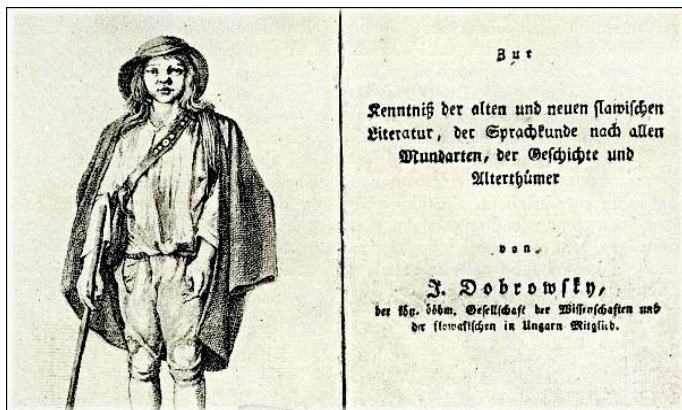 Zur
Kenntniß der alten und neuen slawischen
Literatur, der Sprachkunde nach allen
Mundarten, der Geschichte und
Alterthümer
von
J. Dobrowsky,
der kön. böhm. Gesellschaft der Wissenschaften und
der slowakischen in Ungarn Mitglied.